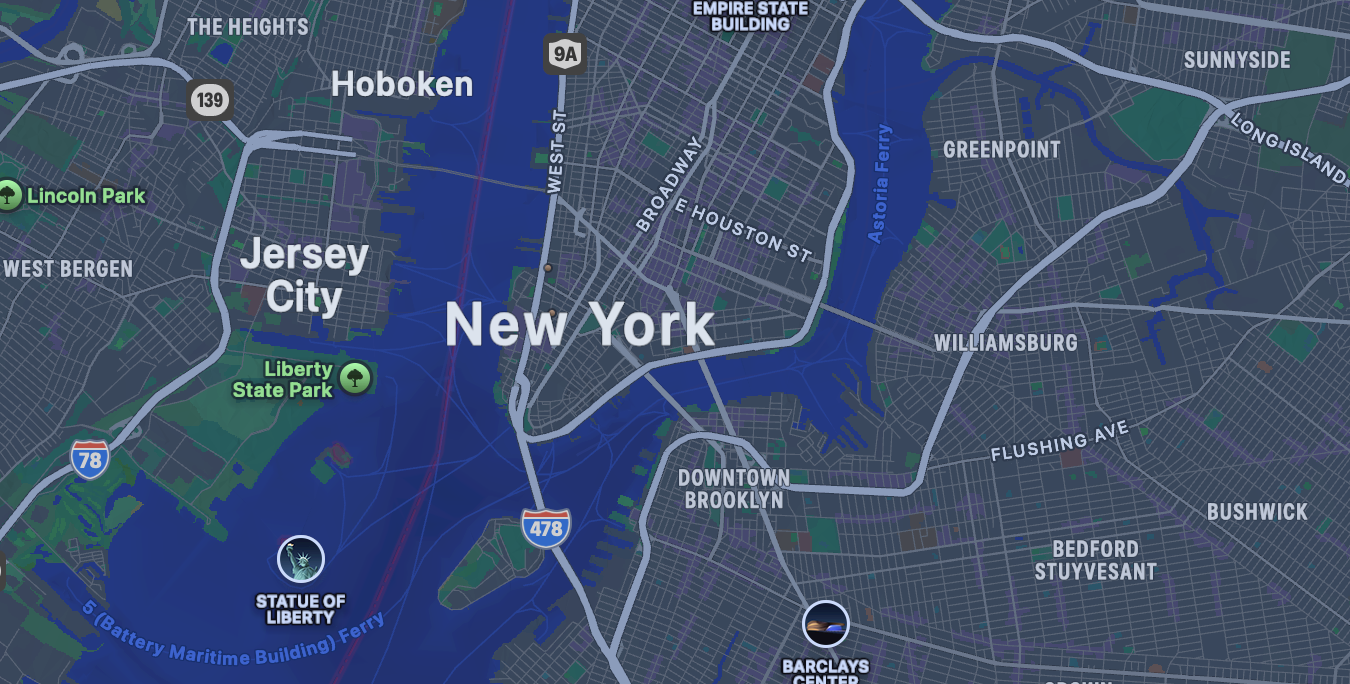 EMPIRE STATE
BUILDING
THE HEIGHTS
9A
SUNNYSIDE
Hoboken
139
LONG ISLAND
WEST ST
GREENPOINT
BROADWAY
Astoria Ferry
Lincoln Park
E HOUSTON ST
WEST BERGEN
Jersey
City
New York
WILLIAMSBURG
Liberty
State Park
FLUSHING AVE
78
DOWNTOWN
BROOKLYN
478
BUSHWICK
BEDFORD
STUYVESANT
STATUE OF
LIBERTY
5 (Battery Maritime Building) Ferry
BARCLAYS
CENTER